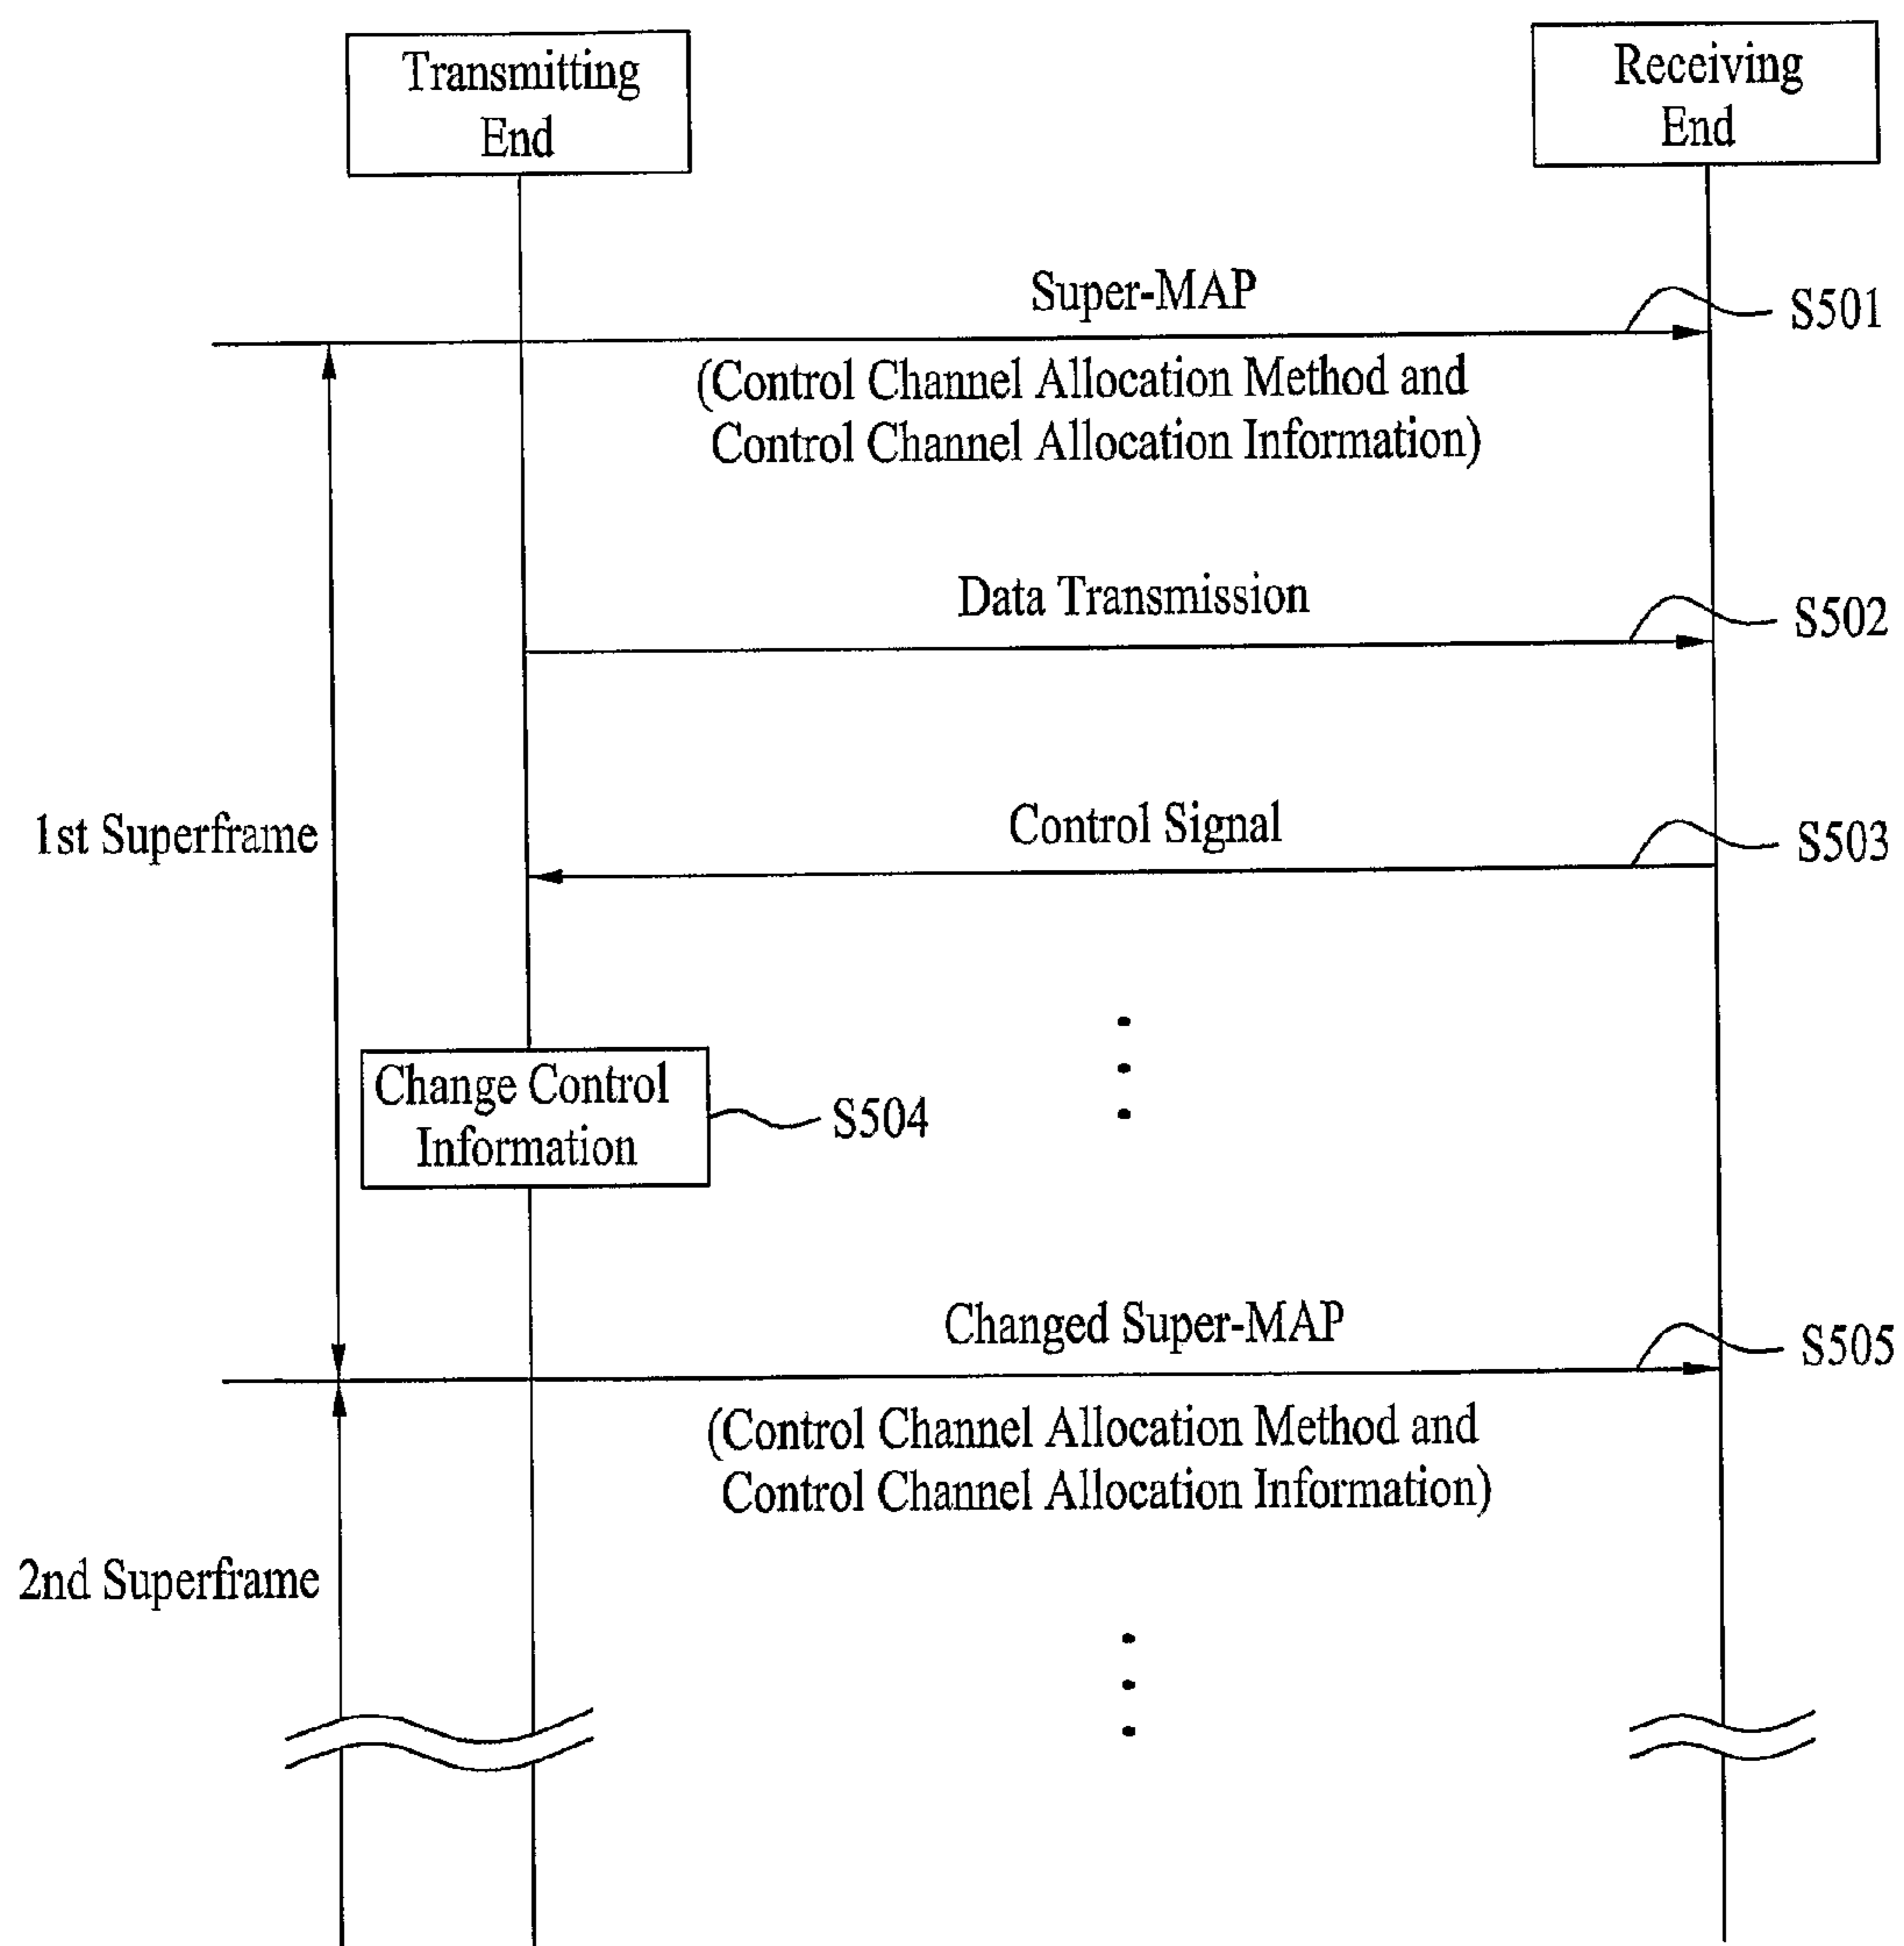 Transmitting
End
Receiving
End
Super-MAP
S501
(Control Channel Allocation Method and
Control Channel Allocation Information)
Data Transmission
S502
1st Superframe
Control Signal
S503
Change Control
Information
S504
Changed Super-MAP
S505
(Control Channel Allocation Method and
Control Channel Allocation Information)
2nd Superframe